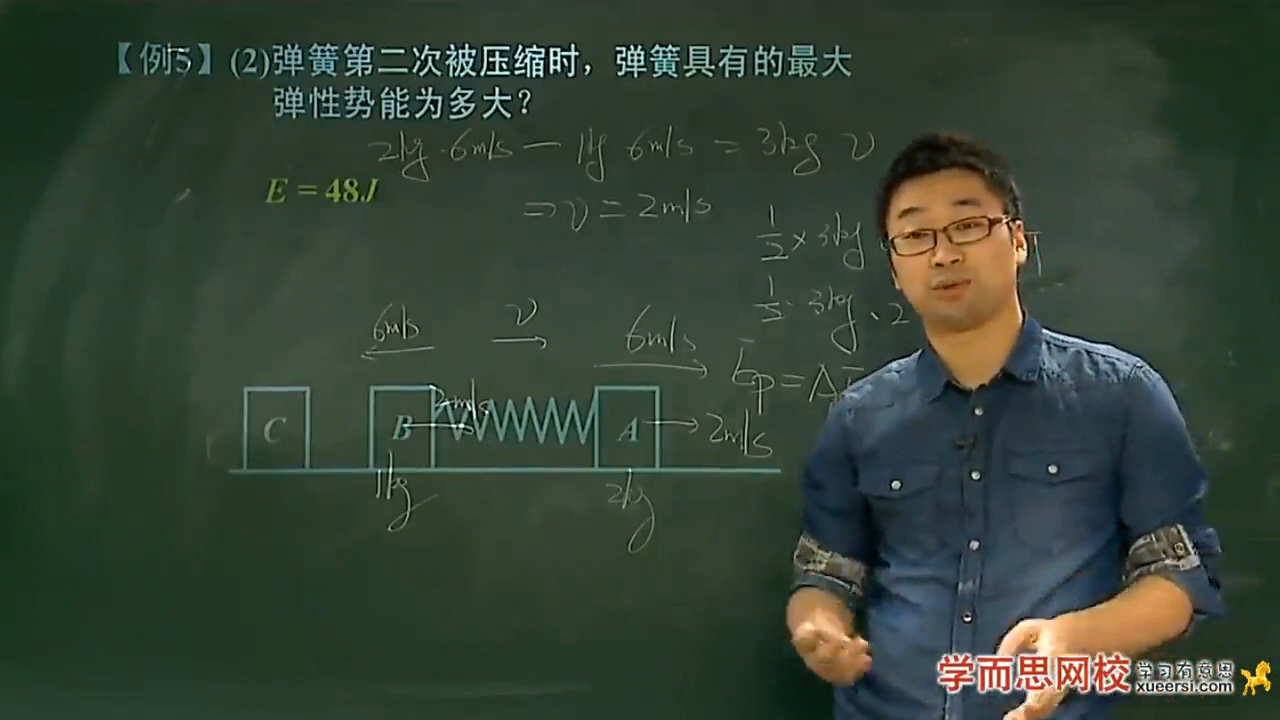 【例5】(2)弹簧第二次被压缩时，弹簧具有的最大
弹性势能为多大？
2kg·6m/s — 1kg 6m/s = 3kg v
E = 48J
⇒ v = 2m/s
1/2 × 3kg
1/2 · 3kg · 2
6m/s
v
6m/s
Ep = Δ
C
B
2m/s
A
2m/s
1kg
2kg
学而思网校
学习有意思
xueersi.com